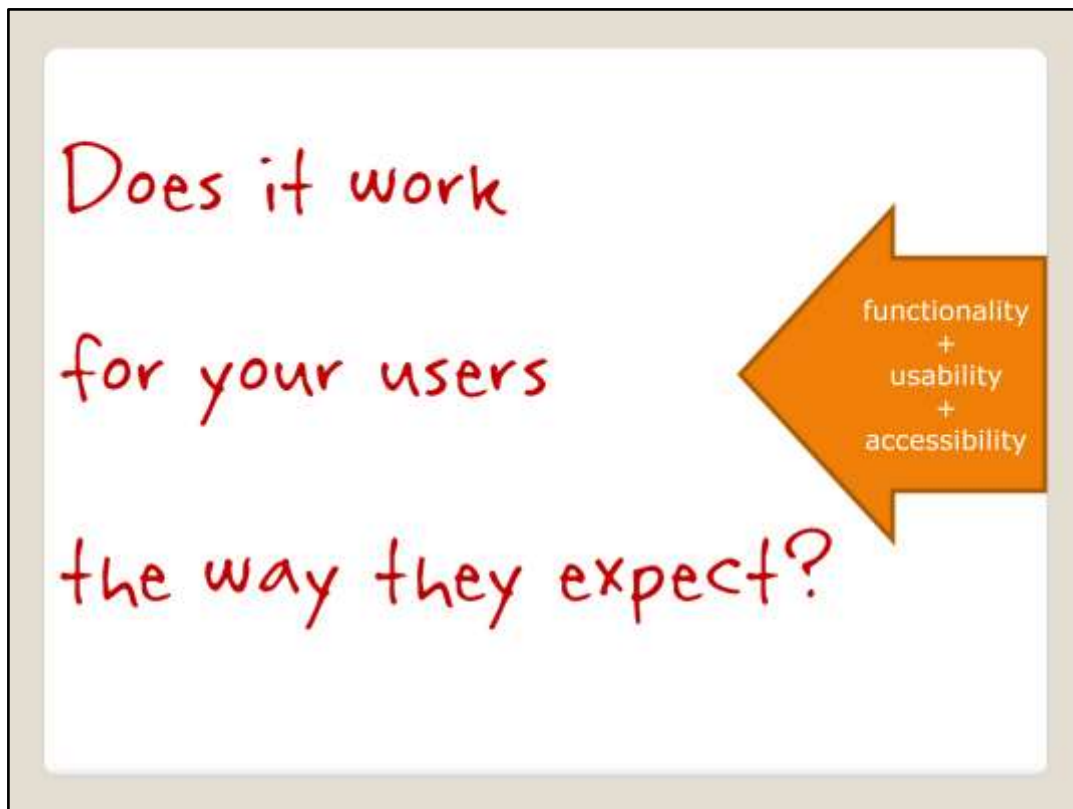 Does it work
for your users
the way they expect?
functionality
+
usability
+
accessibility